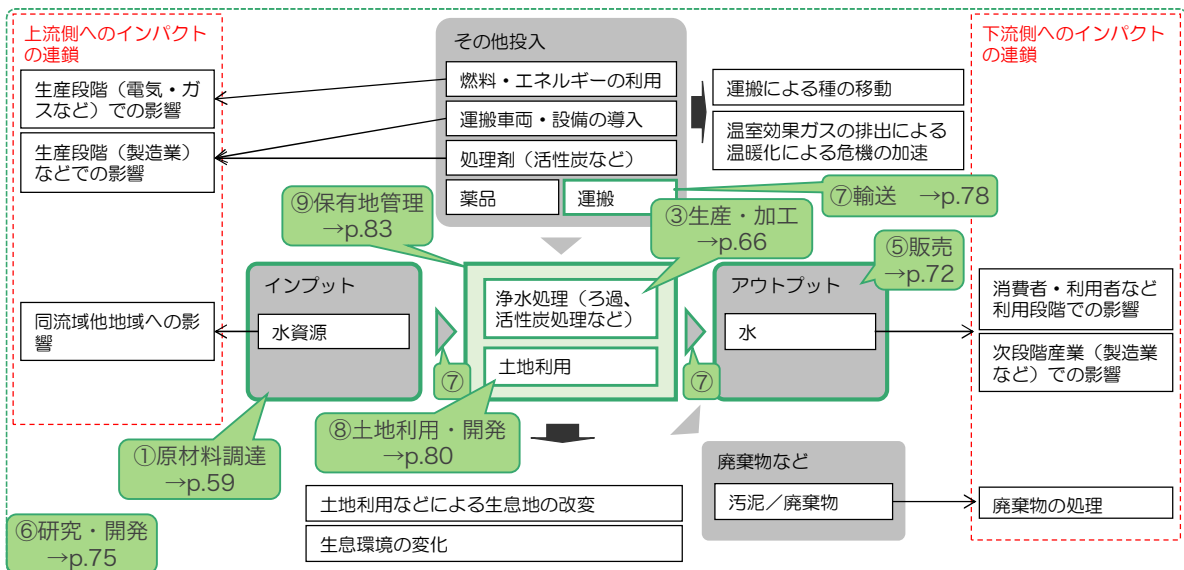 上流側へのインパクト
の連鎖
生産段階（電気・ガ
スなど）での影響
生産段階（製造業）
などでの影響
同流域他地域への影
響
その他投入
燃料・エネルギーの利用
運搬車両・設備の導入
処理剤（活性炭など）
薬品
運搬
運搬による種の移動
温室効果ガスの排出による
温暖化による危機の加速
下流側へのインパクト
の連鎖
⑨保有地管理
→p.83
③生産・加工
→p.66
⑦輸送 →p.78
⑤販売
→p.72
インプット
水資源
⑦
浄水処理（ろ過、
活性炭処理など）
土地利用
⑦
アウトプット
水
消費者・利用者など
利用段階での影響
次段階産業（製造業
など）での影響
①原材料調達
→p.59
⑧土地利用・開発
→p.80
廃棄物など
汚泥／廃棄物
廃棄物の処理
土地利用などによる生息地の改変
生息環境の変化
⑥研究・開発
→p.75